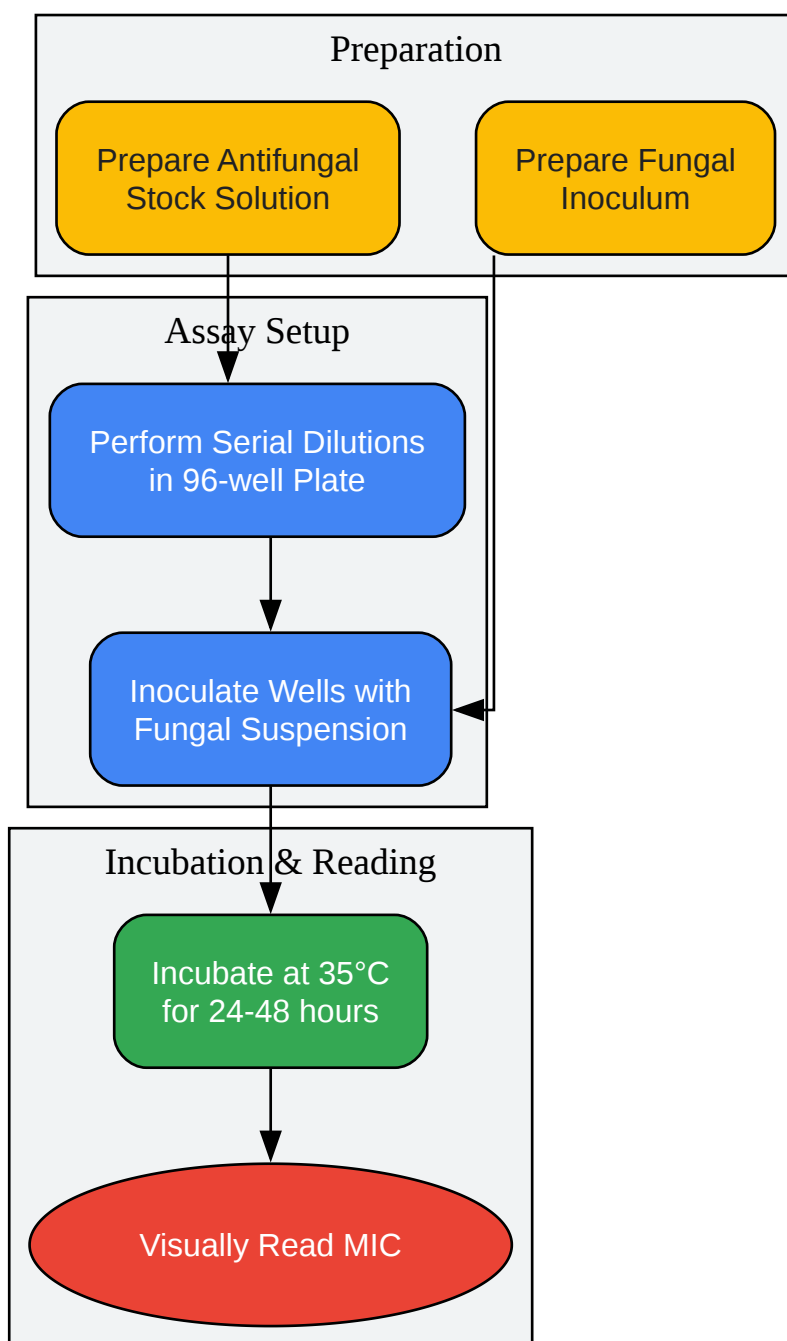 Preparation
Prepare Antifungal
Stock Solution
Prepare Fungal
Inoculum
Assay Setup
Perform Serial Dilutions
in 96-well Plate
Inoculate Wells with
Fungal Suspension
Incubation & Reading
Incubate at 35°C
for 24-48 hours
Visually Read MIC